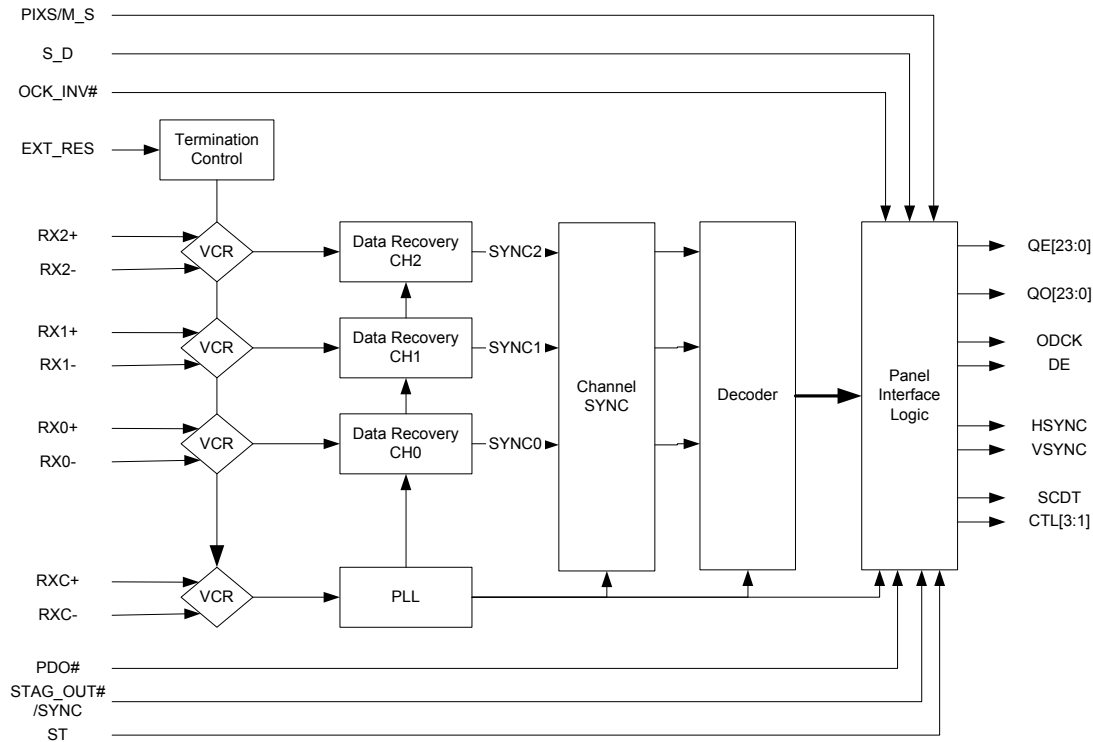 PIXS/M_S
S_D
OCK_INV#
EXT_RES
Termination
Control
RX2+
RX2-
VCR
Data Recovery
CH2
SYNC2
RX1+
RX1-
VCR
Data Recovery
CH1
SYNC1
RX0+
RX0-
VCR
Data Recovery
CH0
SYNC0
RXC+
RXC-
VCR
PLL
Channel
SYNC
Decoder
Panel
Interface
Logic
QE[23:0]
QO[23:0]
ODCK
DE
HSYNC
VSYNC
SCDT
CTL[3:1]
PDO#
STAG_OUT#
/SYNC
ST